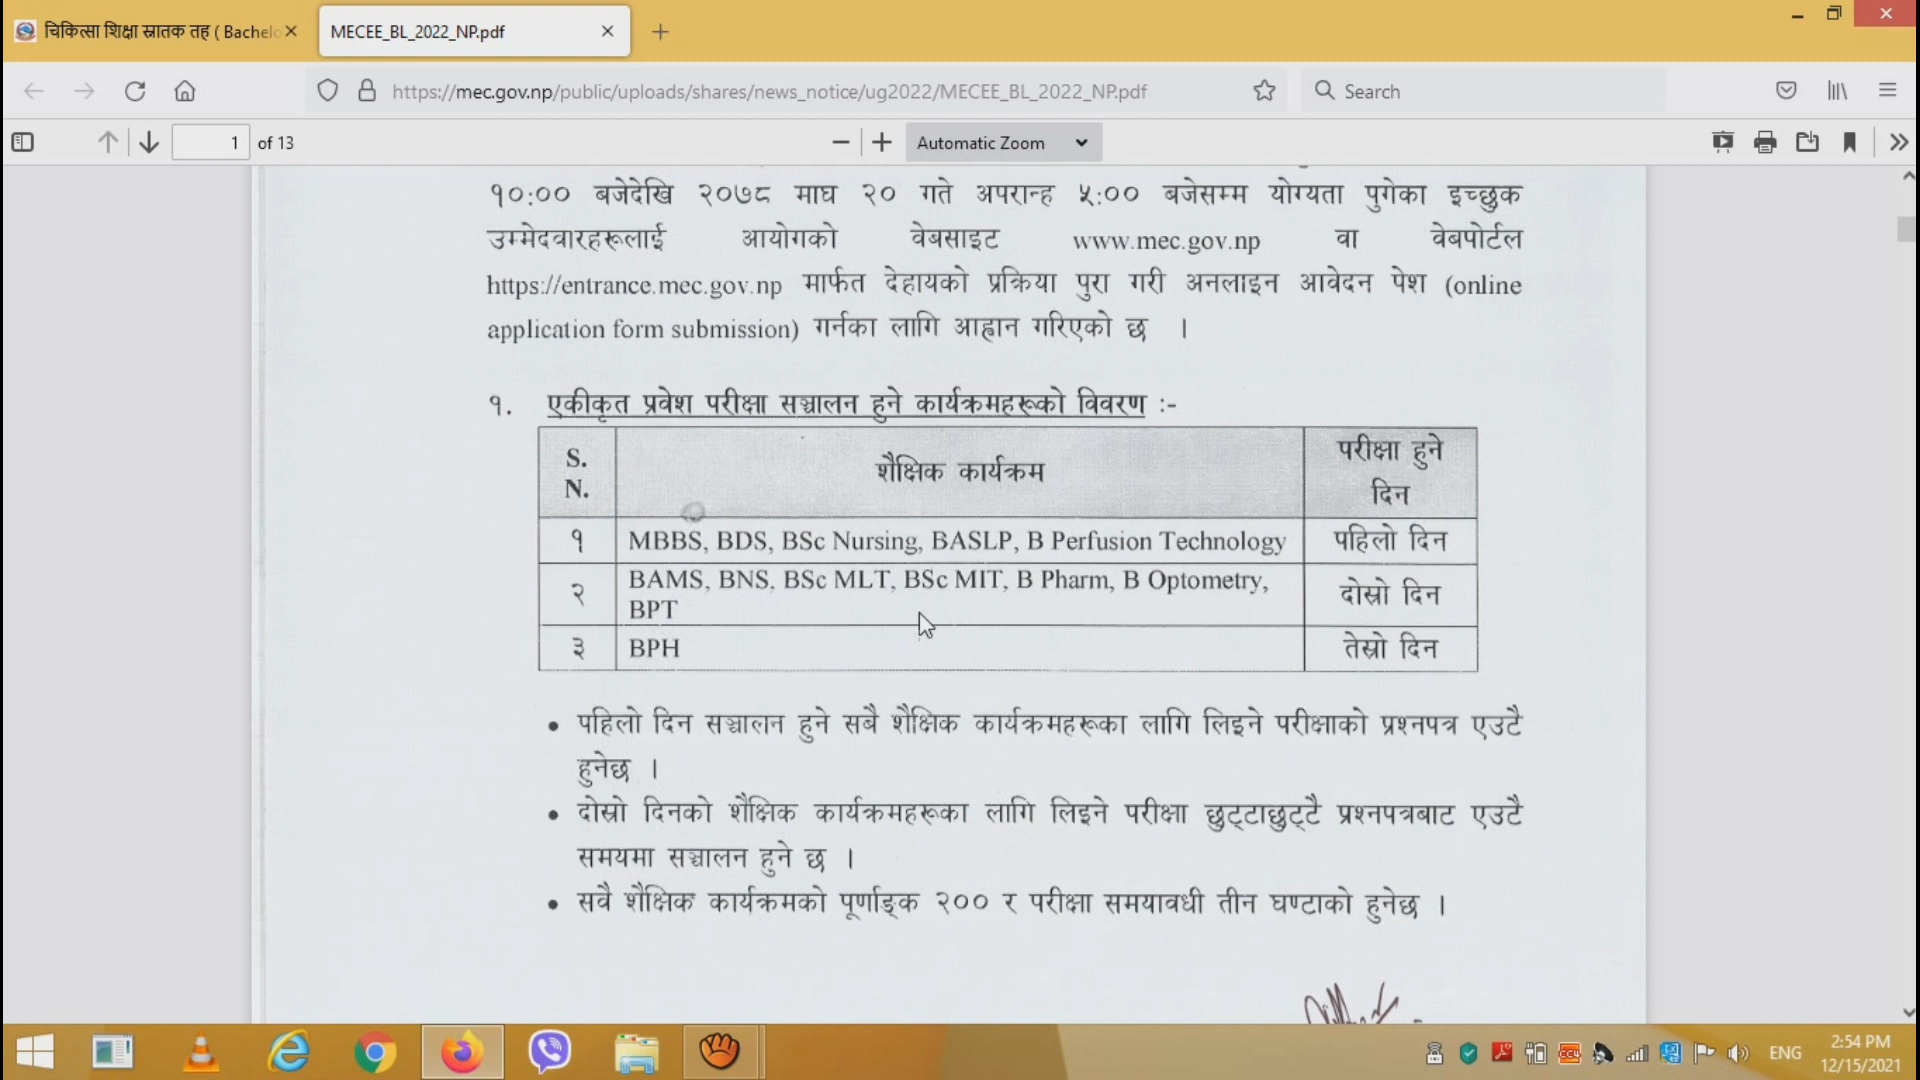 चिकित्सा शिक्षा स्नातक तह ( Bachelo
MECEE_BL_2022_NP.pdf
https://mec.gov.np/public/uploads/shares/news_notice/ug2022/MECEE_BL_2022_NP.pdf
Search
1 of 13
Automatic Zoom
१०:०० बजेदेखि २०७८ माघ २० गते अपरान्ह ५:०० बजेसम्म योग्यता पुगेका इच्छुक
उम्मेदवारहरूलाई आयोगको वेबसाइट www.mec.gov.np वा वेबपोर्टल
https://entrance.mec.gov.np मार्फत देहायको प्रक्रिया पुरा गरी अनलाइन आवेदन पेश (online
application form submission) गर्नका लागि आह्वान गरिएको छ ।
१. एकीकृत प्रवेश परीक्षा सञ्चालन हुने कार्यक्रमहरूको विवरण :-
S. N. शैक्षिक कार्यक्रम परीक्षा हुने दिन
१ MBBS, BDS, BSc Nursing, BASLP, B Perfusion Technology पहिलो दिन
२ BAMS, BNS, BSc MLT, BSc MIT, B Pharm, B Optometry, BPT दोस्रो दिन
३ BPH तेस्रो दिन
• पहिलो दिन सञ्चालन हुने सबै शैक्षिक कार्यक्रमहरूका लागि लिइने परीक्षाको प्रश्नपत्र एउटै
हुनेछ ।
• दोस्रो दिनको शैक्षिक कार्यक्रमहरूका लागि लिइने परीक्षा छुट्टाछुट्टै प्रश्नपत्रबाट एउटै
समयमा सञ्चालन हुने छ ।
• सवै शैक्षिक कार्यक्रमको पूर्णाङ्क २०० र परीक्षा समयावधी तीन घण्टाको हुनेछ ।
ENG
2:54 PM
12/15/2021